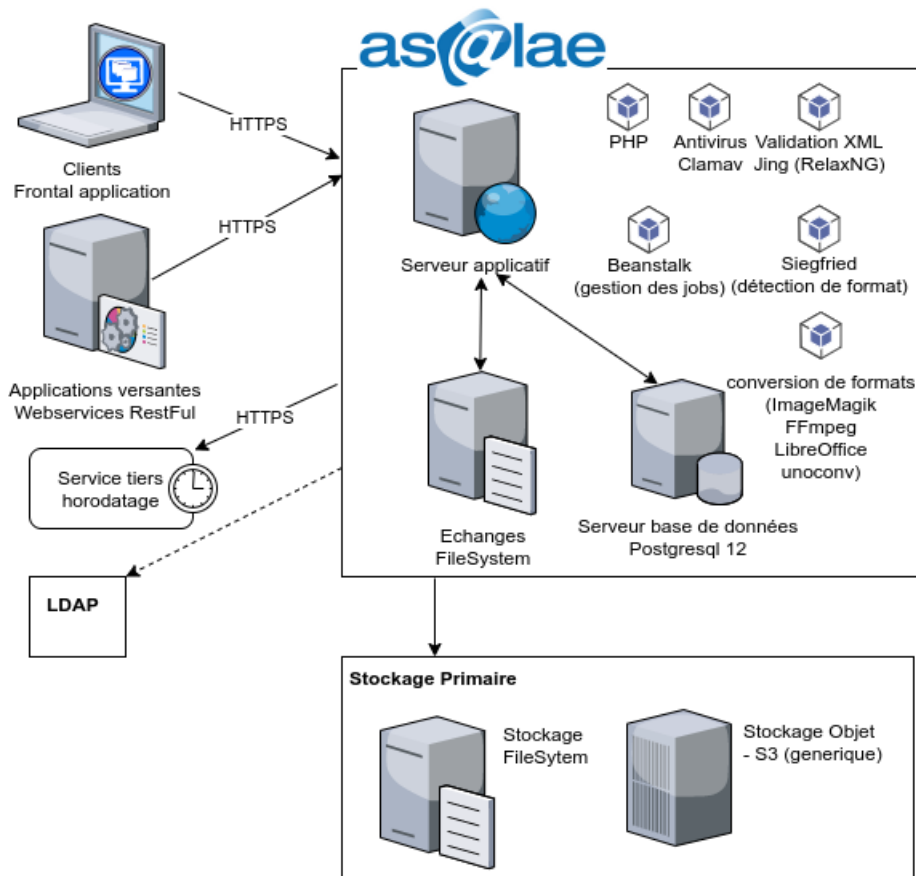 as@lae
HTTPS
Clients
Frontal application
HTTPS
Applications versantes
Webservices RestFul
HTTPS
Service tiers
horodatage
LDAP
Serveur applicatif
PHP
Antivirus
Clamav
Validation XML
Jing (RelaxNG)
Beanstalk
(gestion des jobs)
Siegfried
(détection de format)
conversion de formats
(ImageMagik
FFmpeg
LibreOffice
unoconv)
Echanges
FileSystem
Serveur base de données
Postgresql 12
Stockage Primaire
Stockage
FileSytem
Stockage Objet
- S3 (generique)